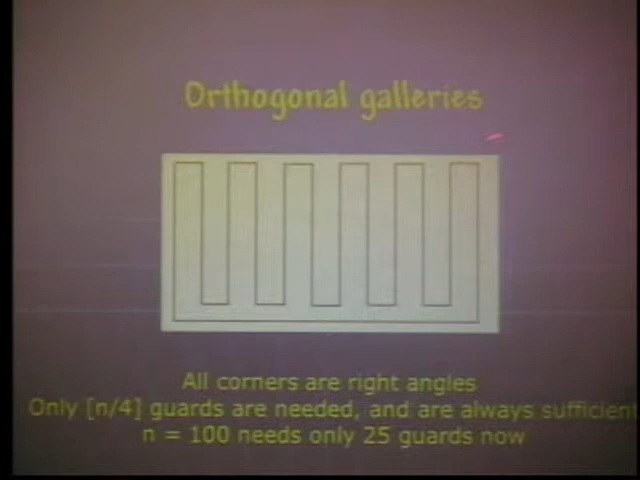 Orthogonal galleries
All corners are right angles
Only [n/4] guards are needed, and are always sufficient
n = 100 needs only 25 guards now